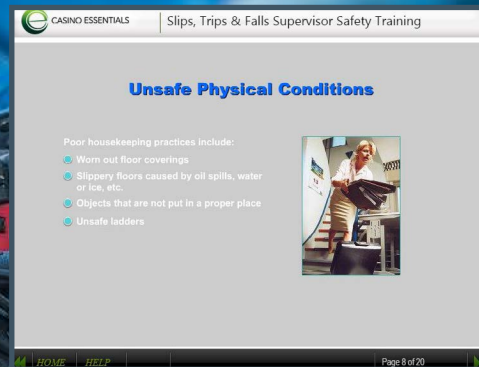 CASINO ESSENTIALS
Slips, Trips & Falls Supervisor Safety Training
Unsafe Physical Conditions
Poor housekeeping practices include:
Worn out floor coverings
Slippery floors caused by oil spills, water
or ice, etc.
Objects that are not put in a proper place
Unsafe ladders
HOME HELP Page 8 of 20